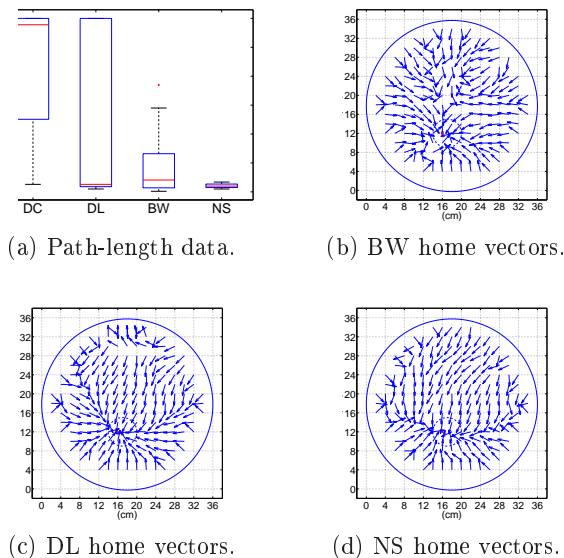 DC DL BW NS
(a) Path-length data.
36
32
28
24
20
16
12
8
4
0
0 4 8 12 16 20 24 28 32 36
(cm)
(b) BW home vectors.
36
32
28
24
20
16
12
8
4
0
0 4 8 12 16 20 24 28 32 36
(cm)
(c) DL home vectors.
36
32
28
24
20
16
12
8
4
0
0 4 8 12 16 20 24 28 32 36
(cm)
(d) NS home vectors.